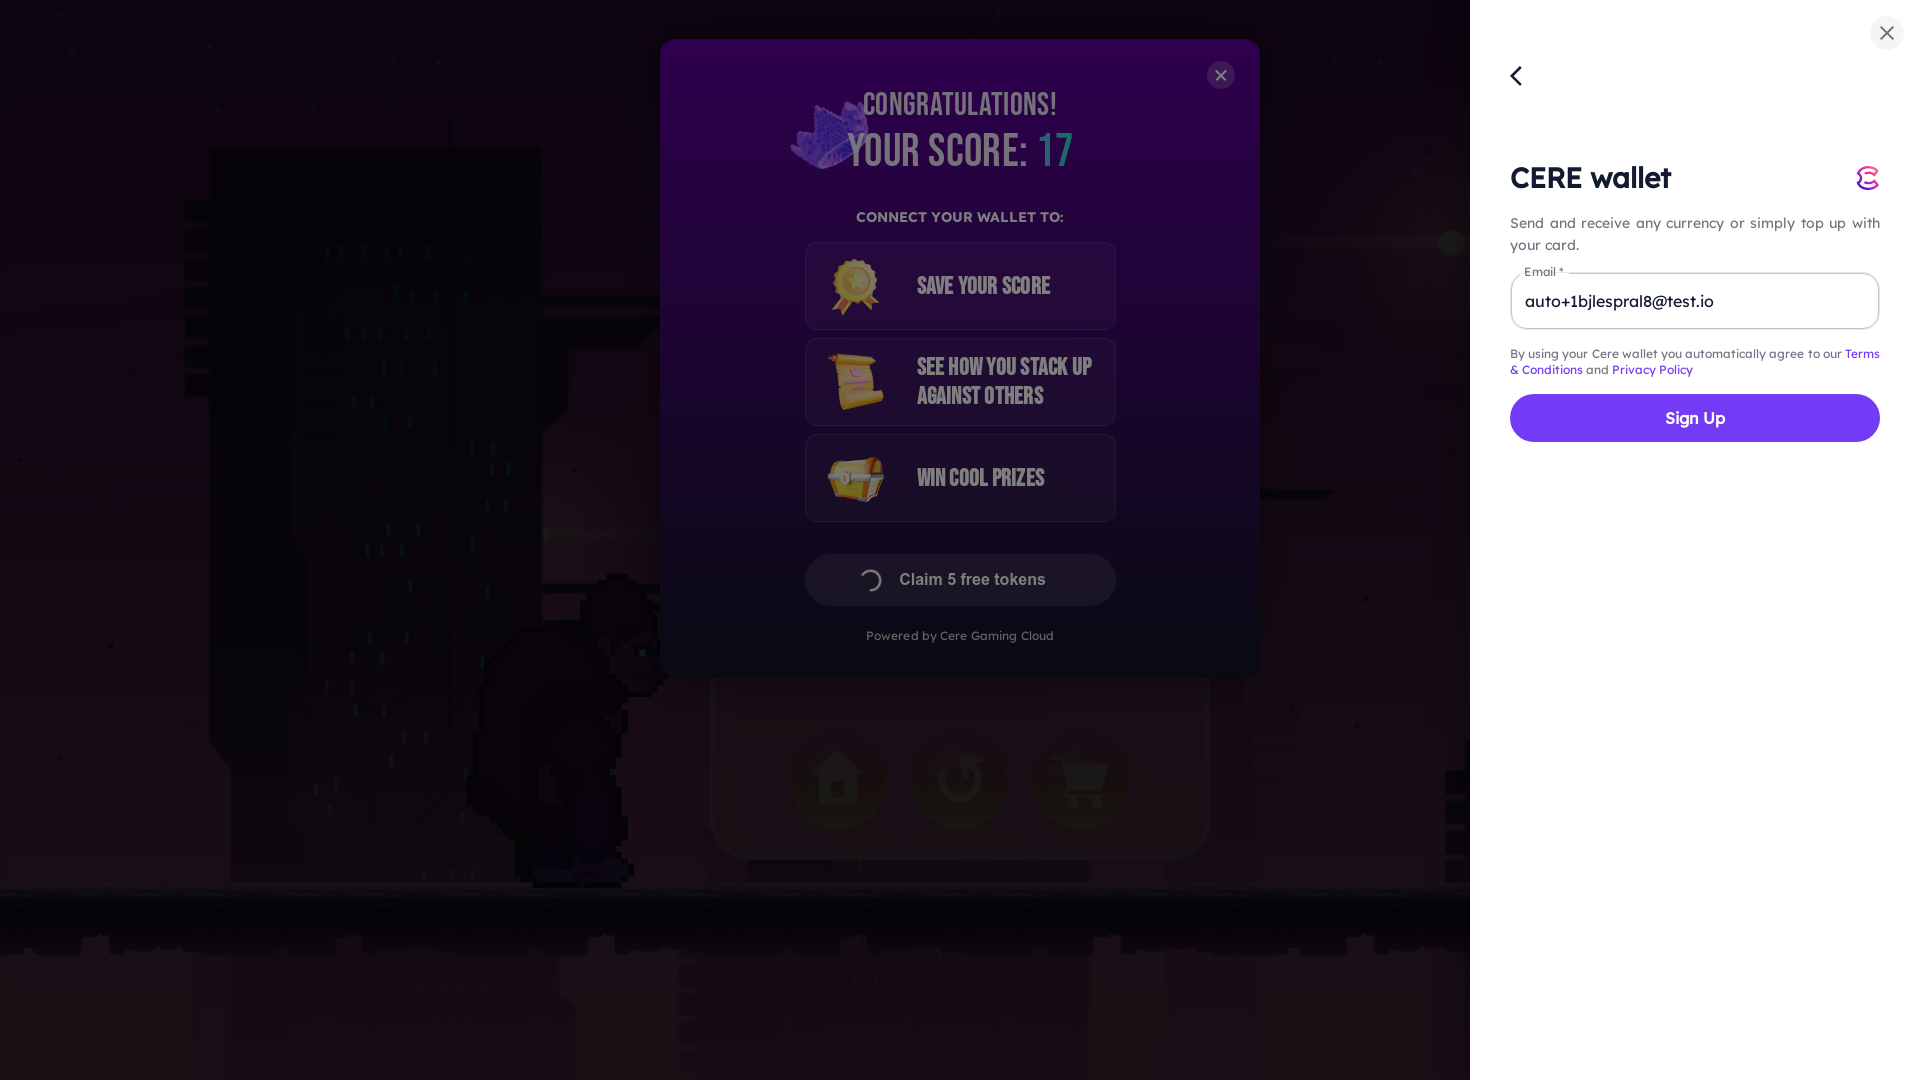 CONGRATULATIONS!
YOUR SCORE: 17
CONNECT YOUR WALLET TO:
SAVE YOUR SCORE
SEE HOW YOU STACK UP
AGAINST OTHERS
WIN COOL PRIZES
Claim 5 free tokens
Powered by Cere Gaming Cloud
CERE wallet
Send and receive any currency or simply top up with
your card.
Email *
auto+1bjlespral8@test.io
By using your Cere wallet you automatically agree to our Terms
& Conditions and Privacy Policy
Sign Up